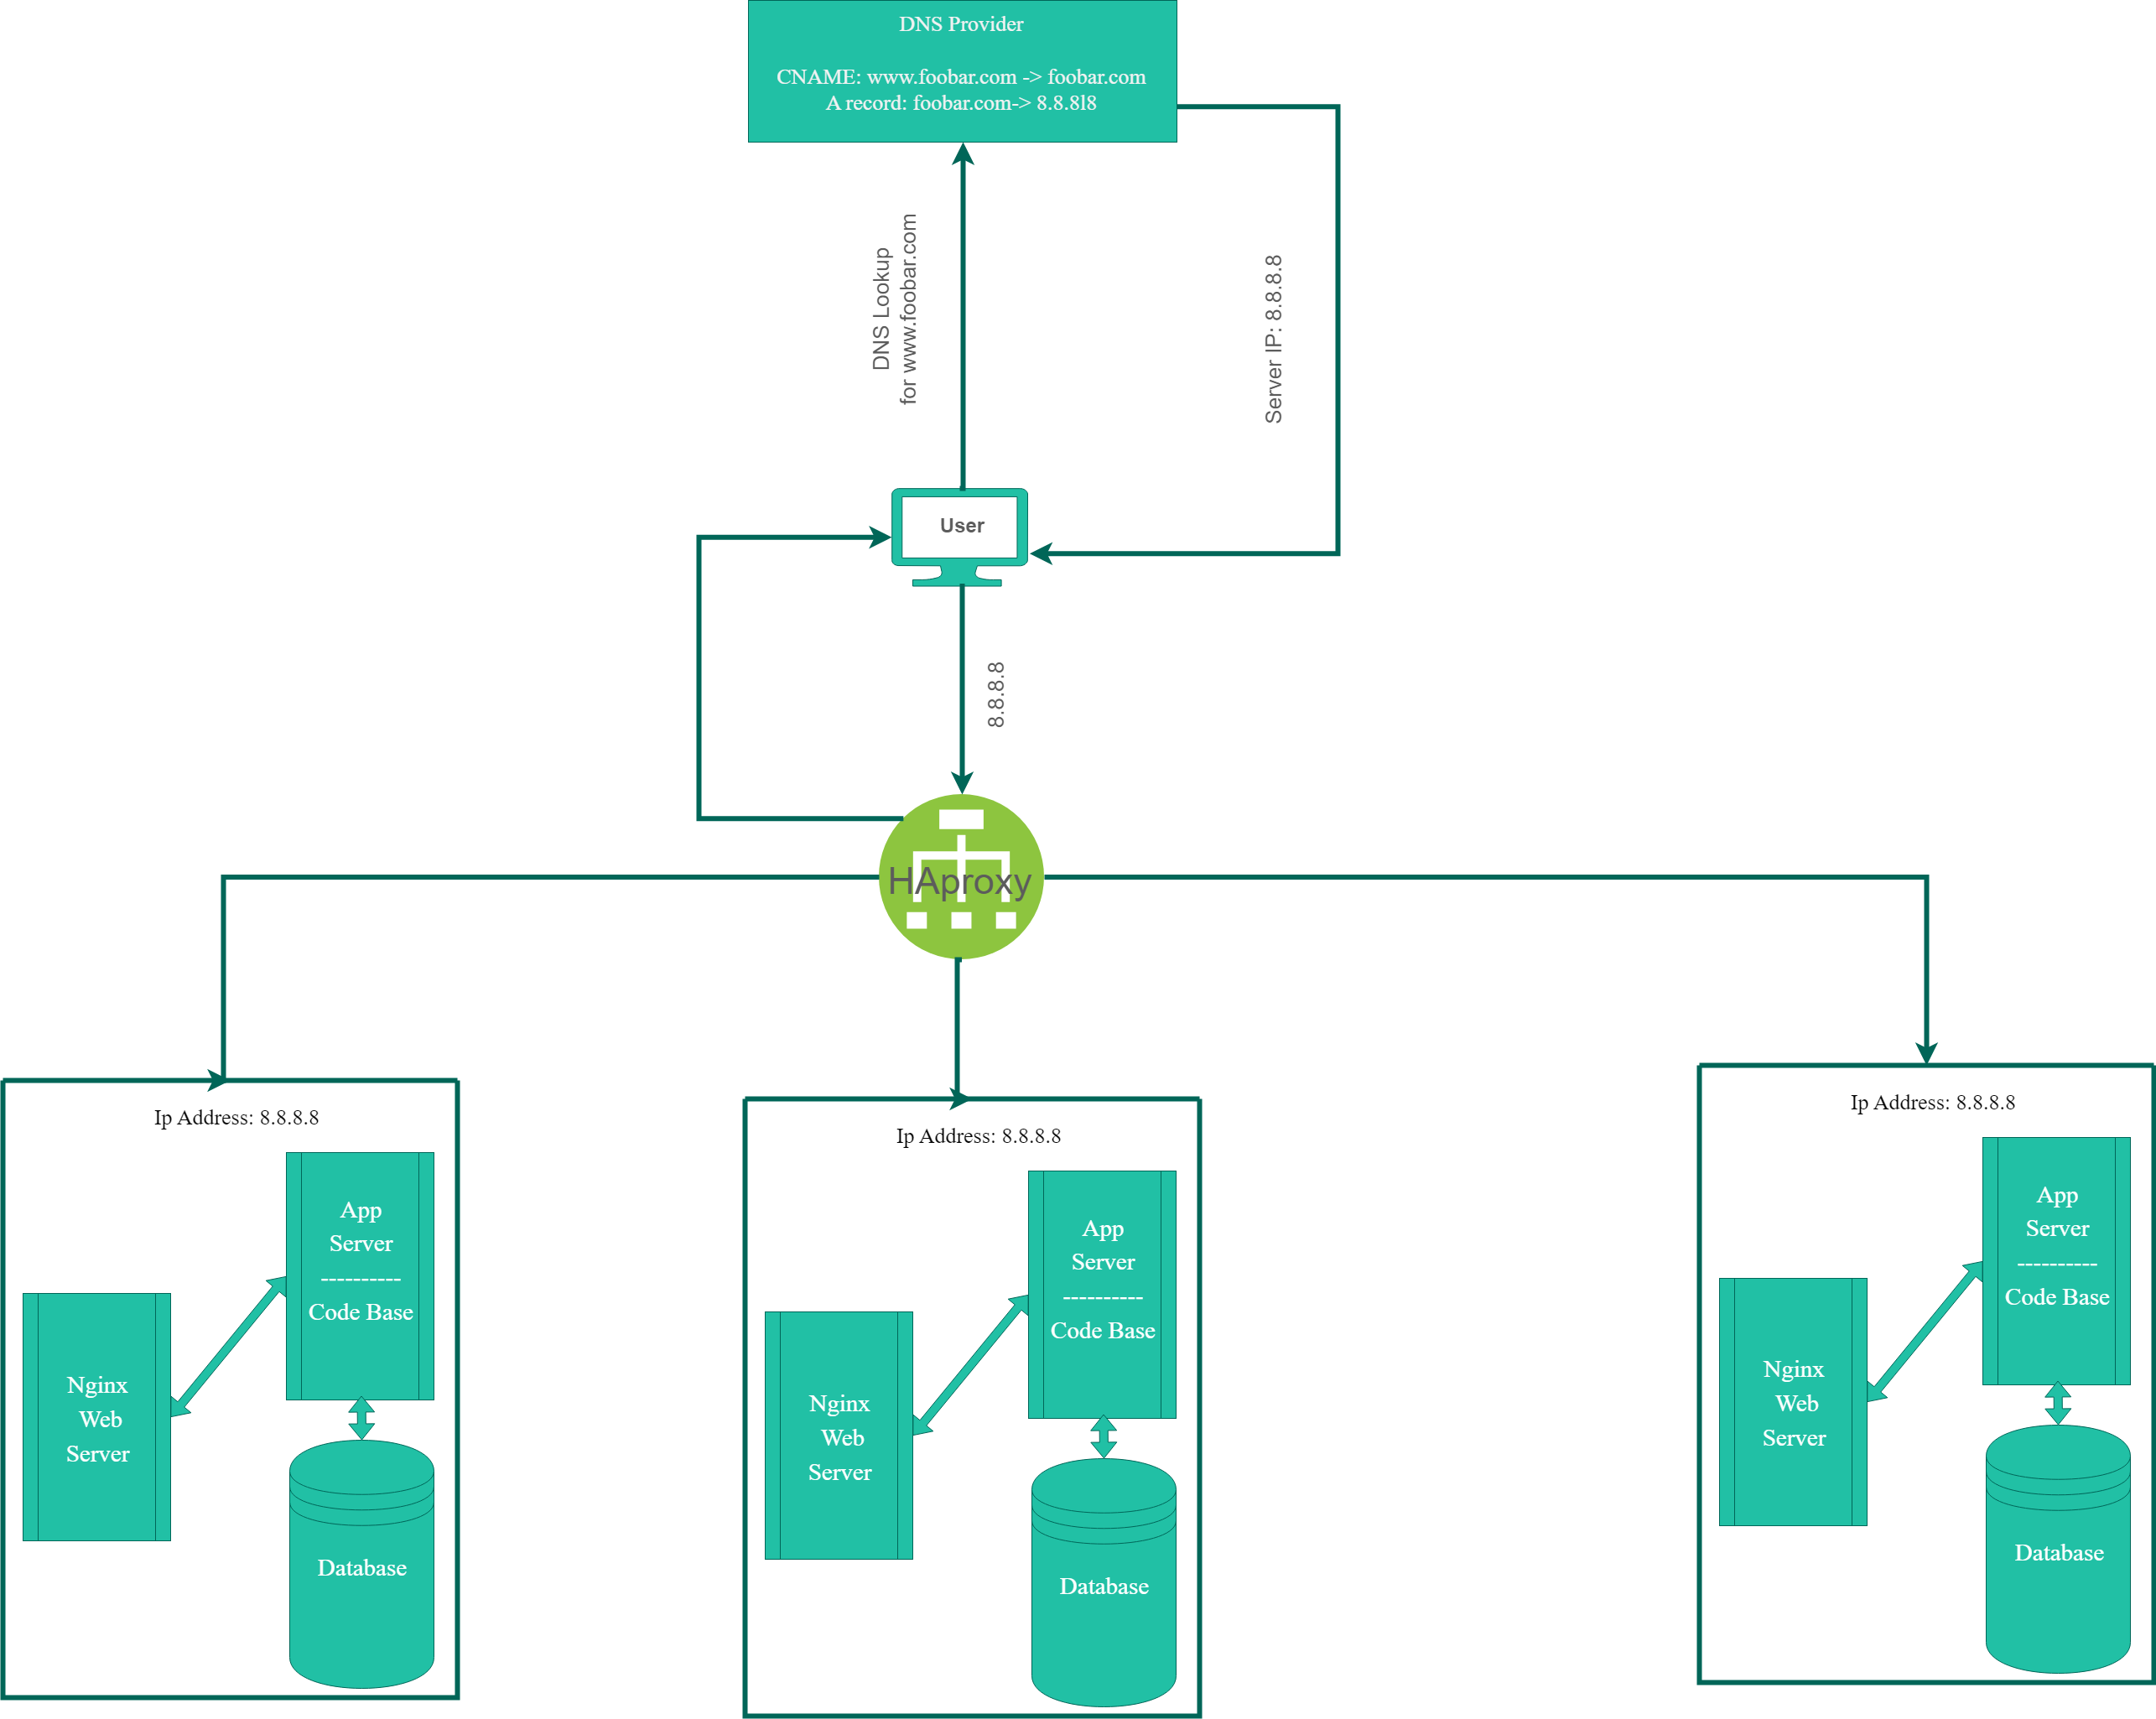 DNS Provider
CNAME: www.foobar.com -> foobar.com
A record: foobar.com-> 8.8.8l8
DNS Lookup
for www.foobar.com
Server IP: 8.8.8.8
User
8.8.8.8
HAproxy
Ip Address: 8.8.8.8
App
Server
----------
Code Base
Nginx
Web
Server
Database
Ip Address: 8.8.8.8
App
Server
----------
Code Base
Nginx
Web
Server
Database
Ip Address: 8.8.8.8
App
Server
----------
Code Base
Nginx
Web
Server
Database